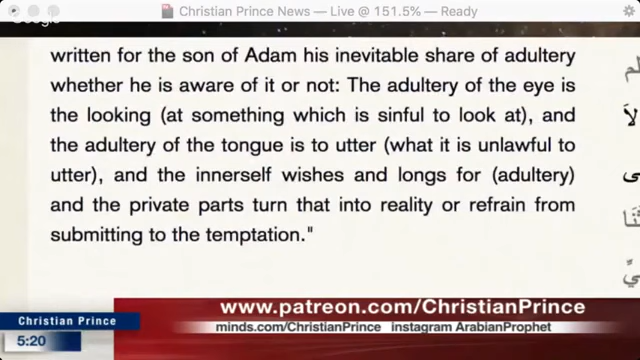 Christian Prince News — Live @ 151.5% — Ready
Google
written for the son of Adam his inevitable share of adultery
whether he is aware of it or not: The adultery of the eye is
the looking (at something which is sinful to look at), and
the adultery of the tongue is to utter (what it is unlawful to
utter), and the innerself wishes and longs for (adultery)
and the private parts turn that into reality or refrain from
submitting to the temptation."
www.patreon.com/ChristianPrince
Christian Prince
minds.com/ChristianPrince instagram ArabianProphet
5:20